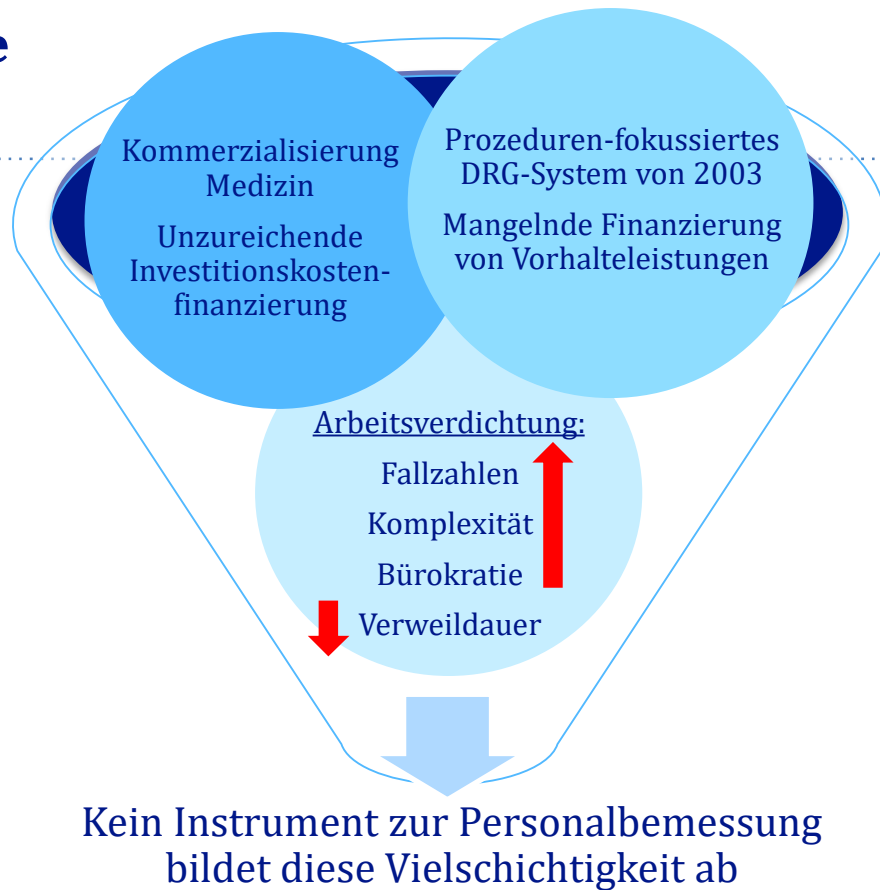 e
Kommerzialisierung
Medizin
Unzureichende
Investitionskosten-
finanzierung
Prozeduren-fokussiertes
DRG-System von 2003
Mangelnde Finanzierung
von Vorhalteleistungen
Arbeitsverdichtung:
Fallzahlen
Komplexität
Bürokratie
Verweildauer
Kein Instrument zur Personalbemessung
bildet diese Vielschichtigkeit ab